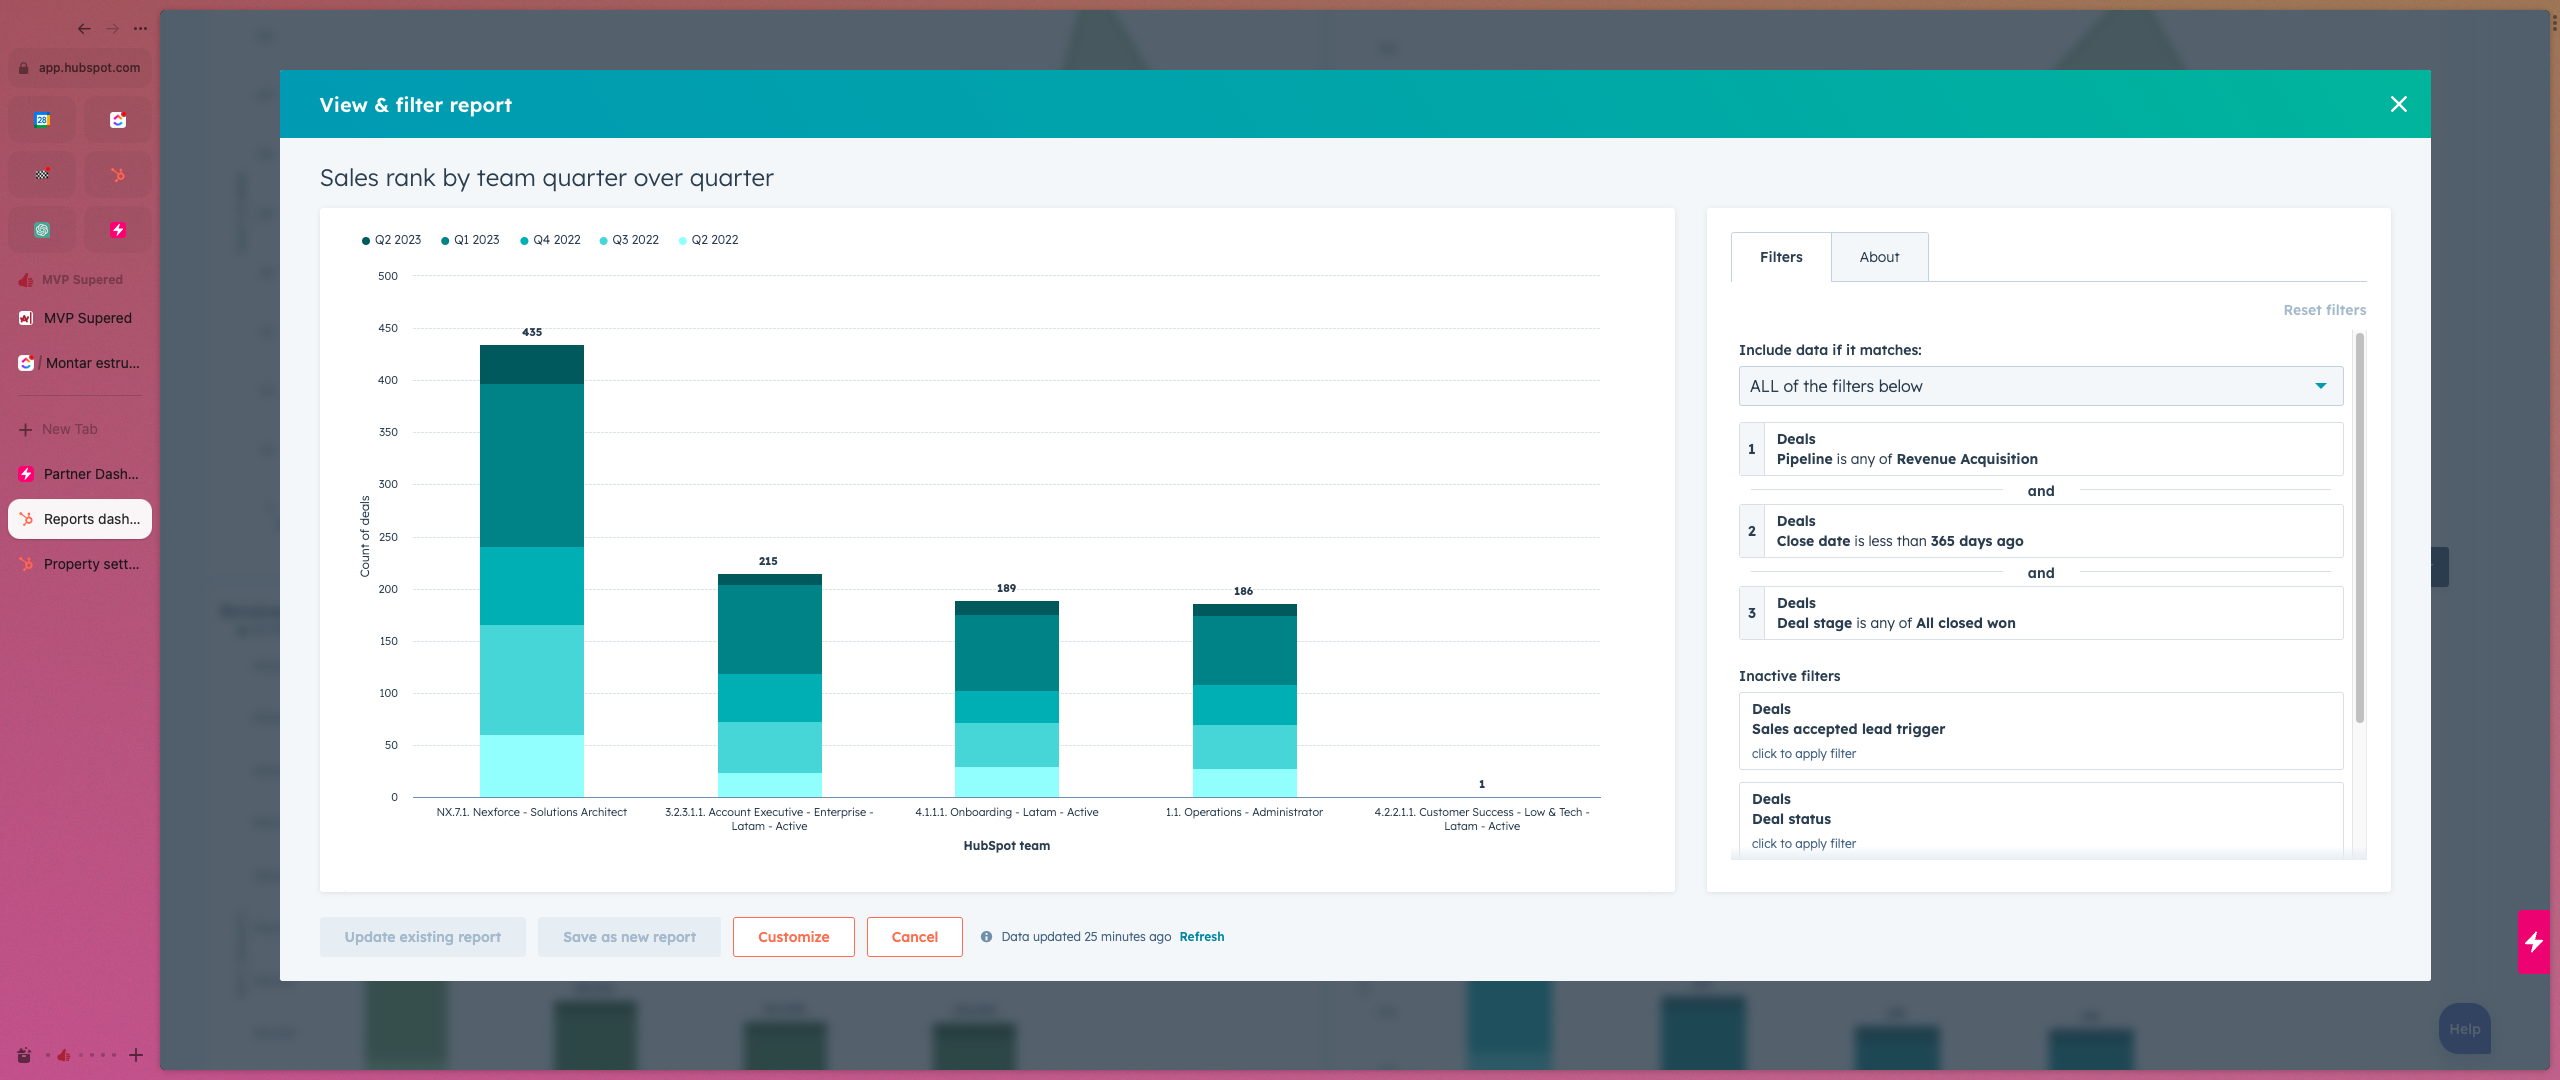 app.hubspot.com
28
MVP Supered
MVP Supered
/ Montar estru...
New Tab
Partner Dash...
Reports dash...
Property sett...
View & filter report
Sales rank by team quarter over quarter
Q2 2023
Q1 2023
Q4 2022
Q3 2022
Q2 2022
500
450
400
350
300
250
200
150
100
50
0
Count of deals
435
215
189
186
1
NX.7.1. Nexforce - Solutions Architect
3.2.3.1.1. Account Executive - Enterprise -
Latam - Active
4.1.1.1. Onboarding - Latam - Active
1.1. Operations - Administrator
4.2.2.1.1. Customer Success - Low & Tech -
Latam - Active
HubSpot team
Filters
About
Reset filters
Include data if it matches:
ALL of the filters below
1
Deals
Pipeline is any of Revenue Acquisition
and
2
Deals
Close date is less than 365 days ago
and
3
Deals
Deal stage is any of All closed won
Inactive filters
Deals
Sales accepted lead trigger
click to apply filter
Deals
Deal status
click to apply filter
Update existing report
Save as new report
Customize
Cancel
Data updated 25 minutes ago Refresh
Help